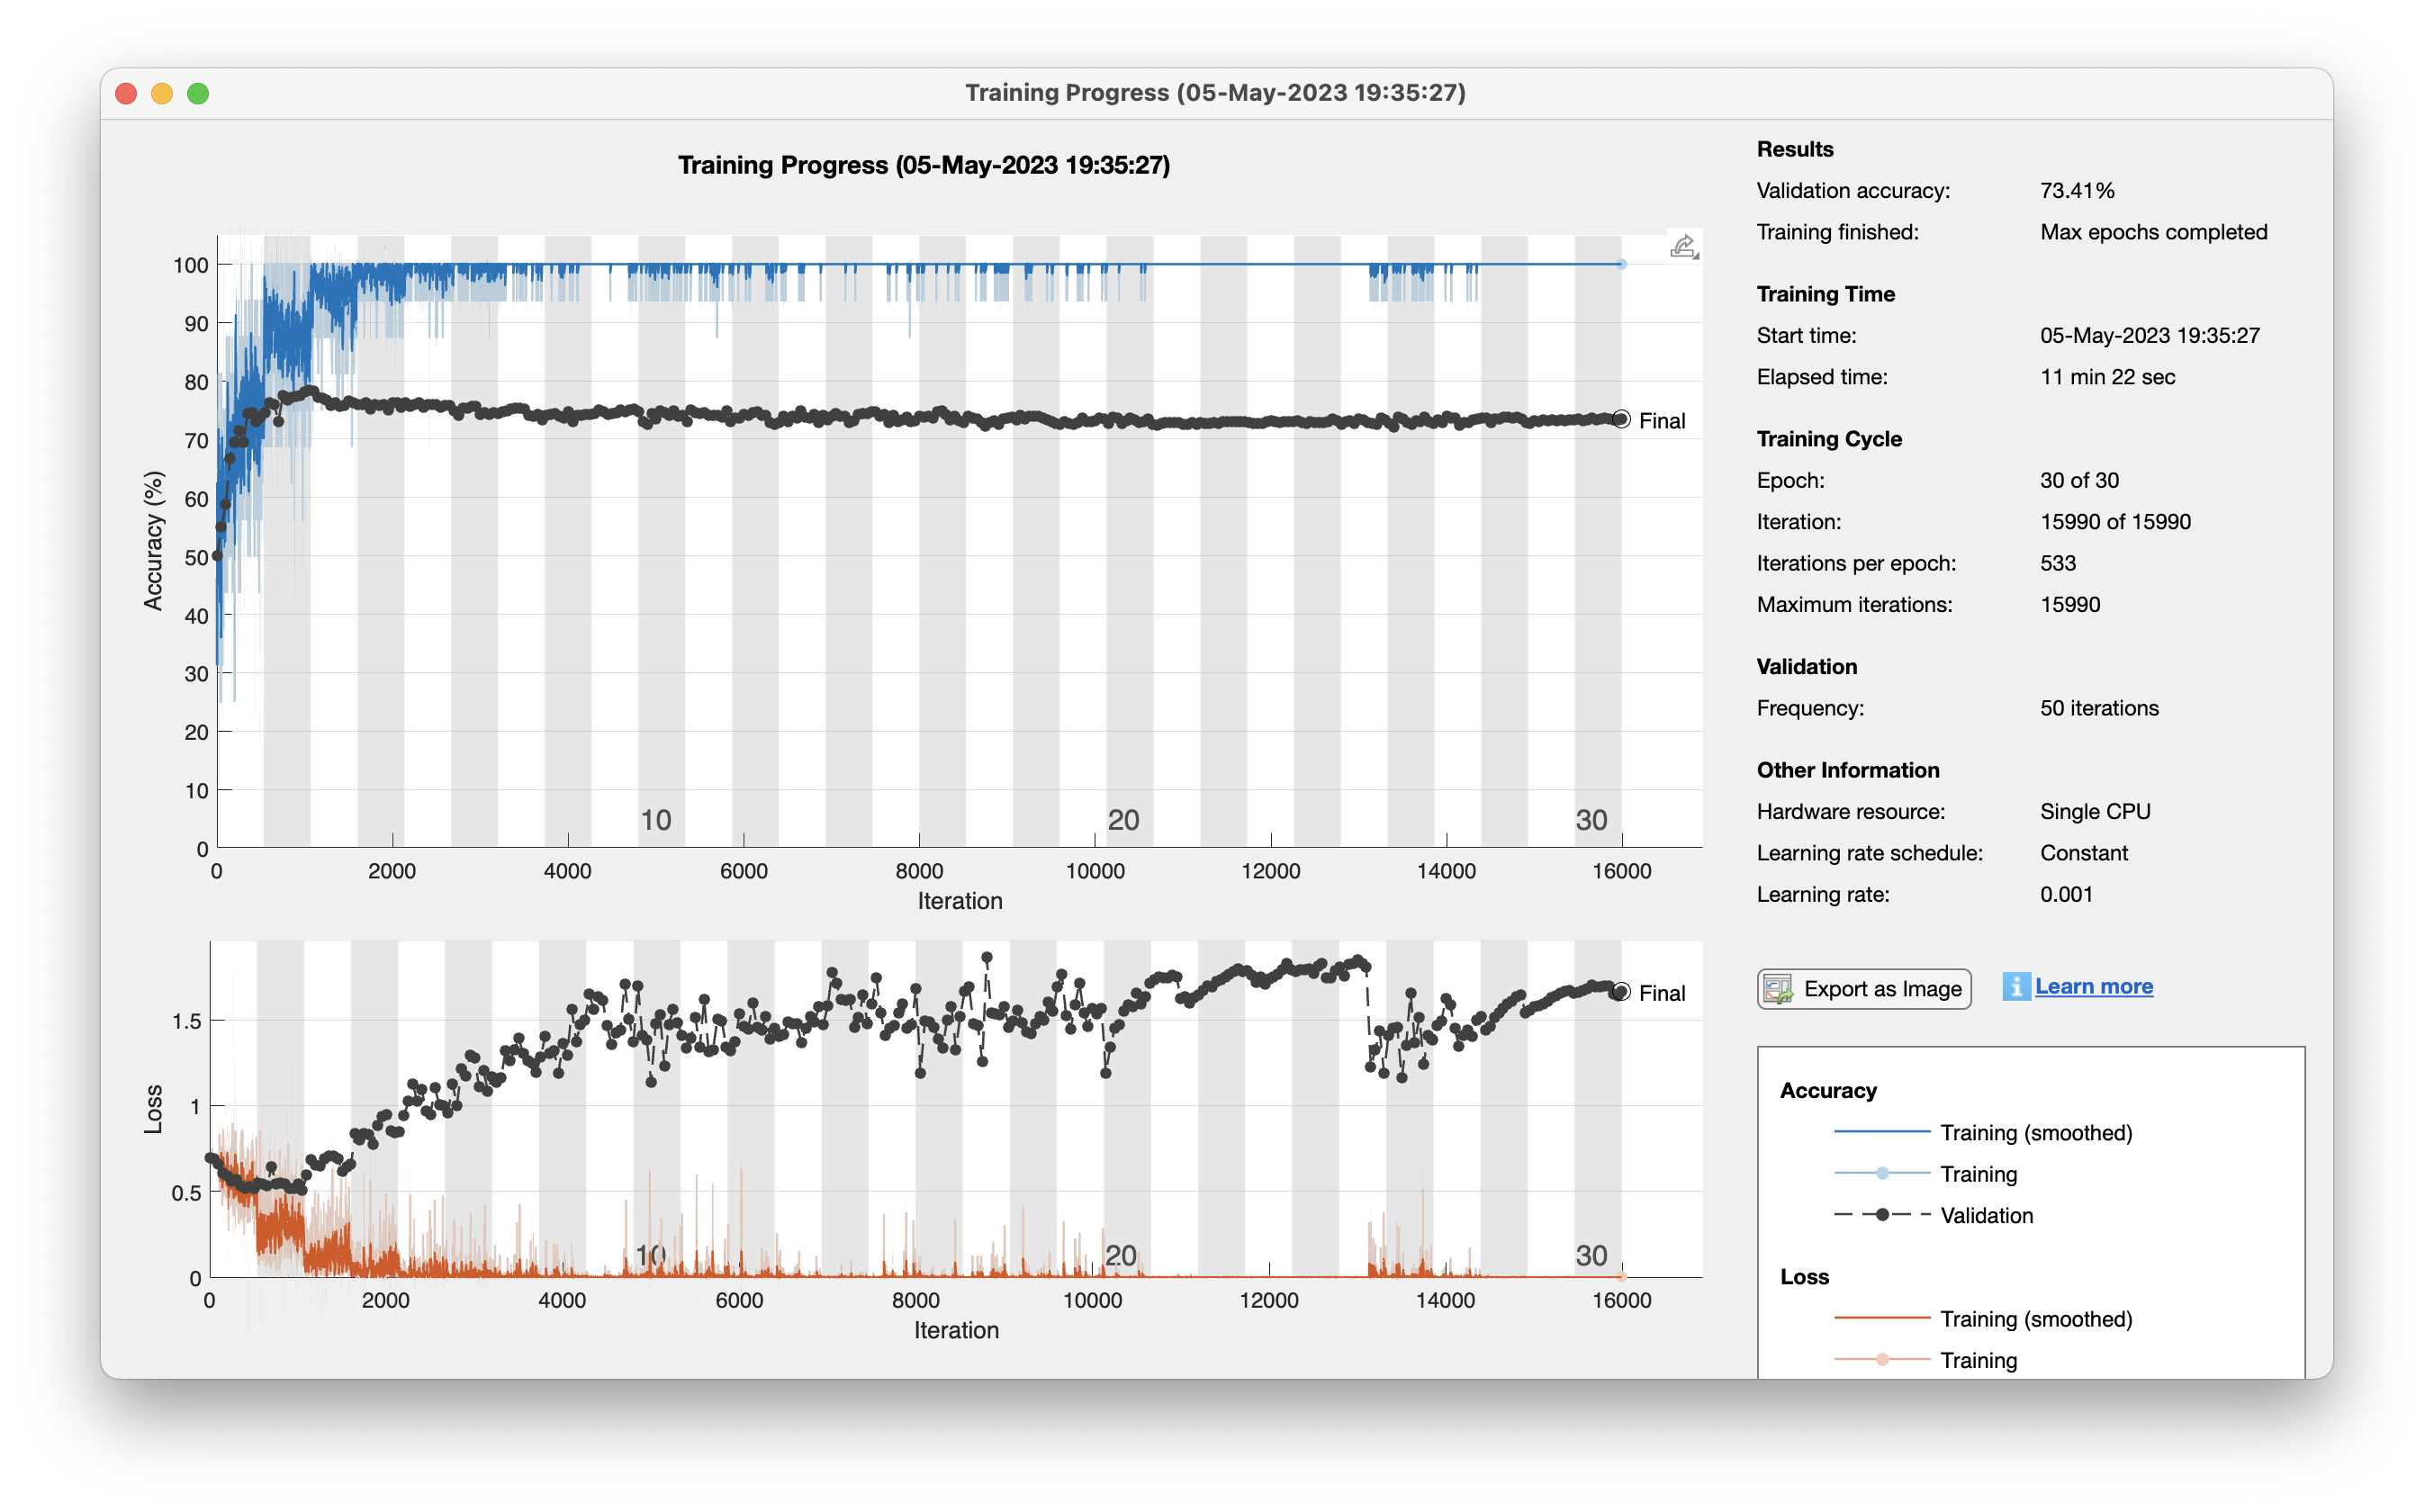 Training Progress (05-May-2023 19:35:27)
Training Progress (05-May-2023 19:35:27)
Accuracy (%)
100
90
80
70
60
50
40
30
20
10
0
Final
10 20 30
0 2000 4000 6000 8000 10000 12000 14000 16000
Iteration
Loss
1.5
1
0.5
0
Final
10 20 30
0 2000 4000 6000 8000 10000 12000 14000 16000
Iteration
Results
Validation accuracy: 73.41%
Training finished: Max epochs completed
Training Time
Start time: 05-May-2023 19:35:27
Elapsed time: 11 min 22 sec
Training Cycle
Epoch: 30 of 30
Iteration: 15990 of 15990
Iterations per epoch: 533
Maximum iterations: 15990
Validation
Frequency: 50 iterations
Other Information
Hardware resource: Single CPU
Learning rate schedule: Constant
Learning rate: 0.001
Export as Image
i Learn more
Accuracy
Training (smoothed)
Training
Validation
Loss
Training (smoothed)
Training